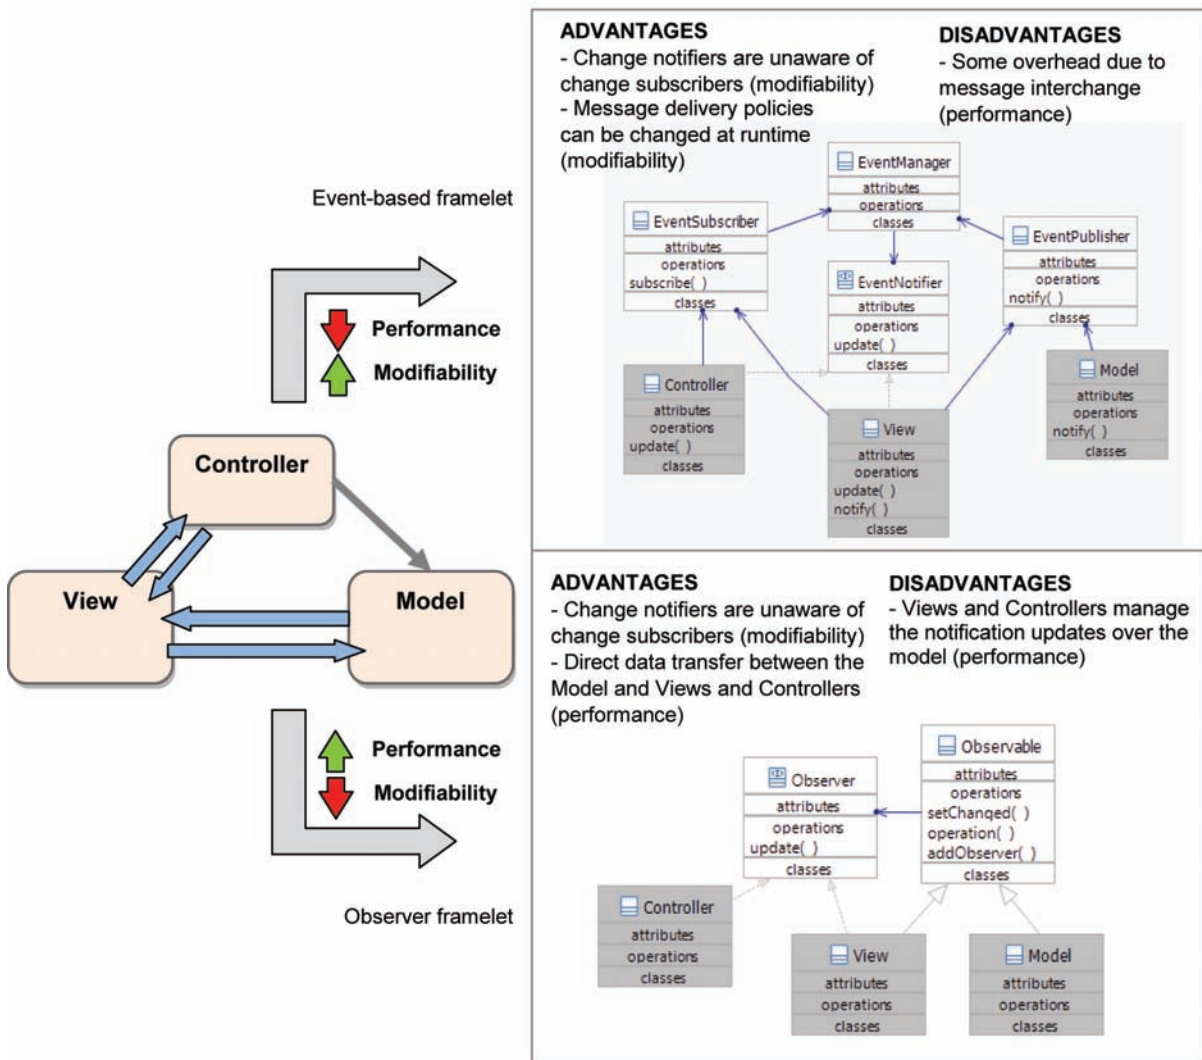 ADVANTAGES
- Change notifiers are unaware of
change subscribers (modifiability)
- Message delivery policies
can be changed at runtime
(modifiability)
DISADVANTAGES
- Some overhead due to
message interchange
(performance)
Event-based framelet
Performance
Modifiability
EventManager
attributes
operations
classes
EventSubscriber
attributes
operations
subscribe( )
classes
EventNotifier
attributes
operations
update( )
classes
EventPublisher
attributes
operations
notify( )
classes
Controller
attributes
operations
update( )
classes
View
attributes
operations
update( )
notify( )
classes
Model
attributes
operations
notify( )
classes
Controller
View
Model
ADVANTAGES
- Change notifiers are unaware of
change subscribers (modifiability)
- Direct data transfer between the
Model and Views and Controllers
(performance)
DISADVANTAGES
- Views and Controllers manage
the notification updates over the
model (performance)
Performance
Modifiability
Observer framelet
Observer
attributes
operations
update( )
classes
Observable
attributes
operations
setChanged( )
operation( )
addObserver( )
classes
Controller
attributes
operations
classes
View
attributes
operations
classes
Model
attributes
operations
classes